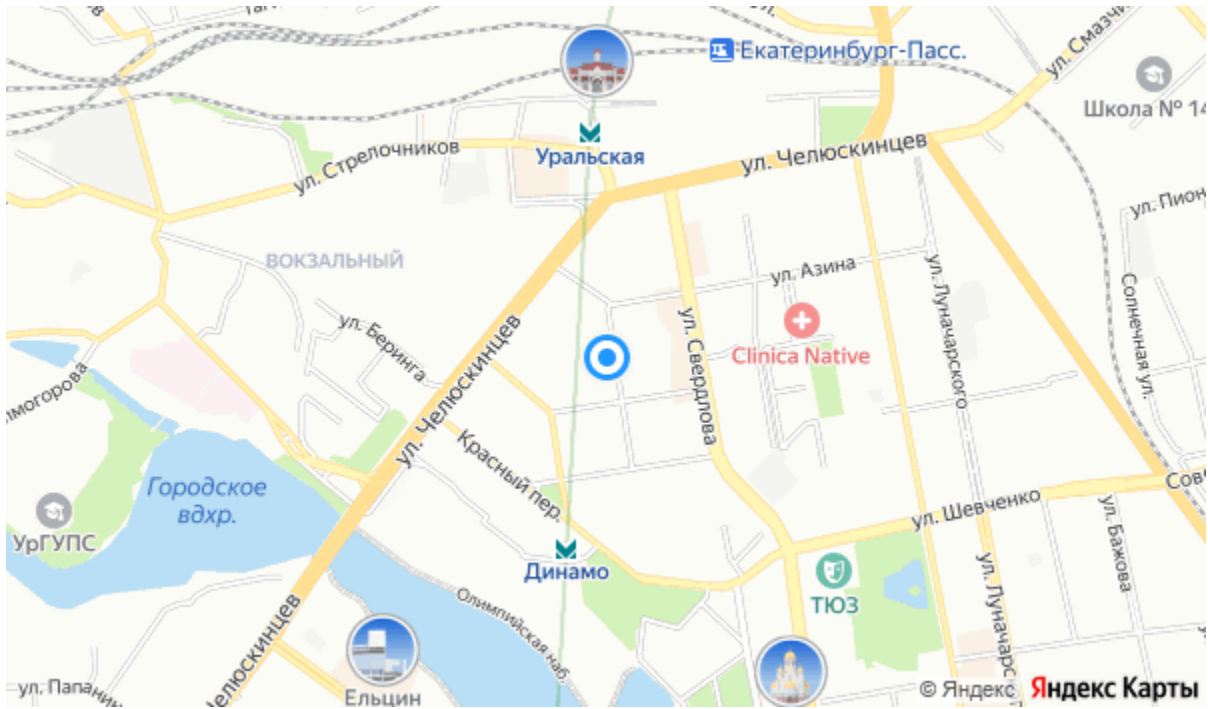 Екатеринбург-Пасс.
ул. Смазчи
Школа № 14
Уральская
ул. Стрелочников
ул. Челюскинцев
ул. Пион
ВОКЗАЛЬНЫЙ
ул. Азина
ул. Луначарского
Солнечная ул.
ул. Беринга
ул. Челюскинцев
ул. Свердлова
Clinica Native
Красный пер.
Городское
вдхр.
ул. Шевченко
Сове
УрГУПС
Динамо
ул. Бажова
ТЮЗ
Олимпийская наб.
ул. Луначарск
Челюскинцев
ул. Папанин
Ельцин
© Яндекс Яндекс Карты